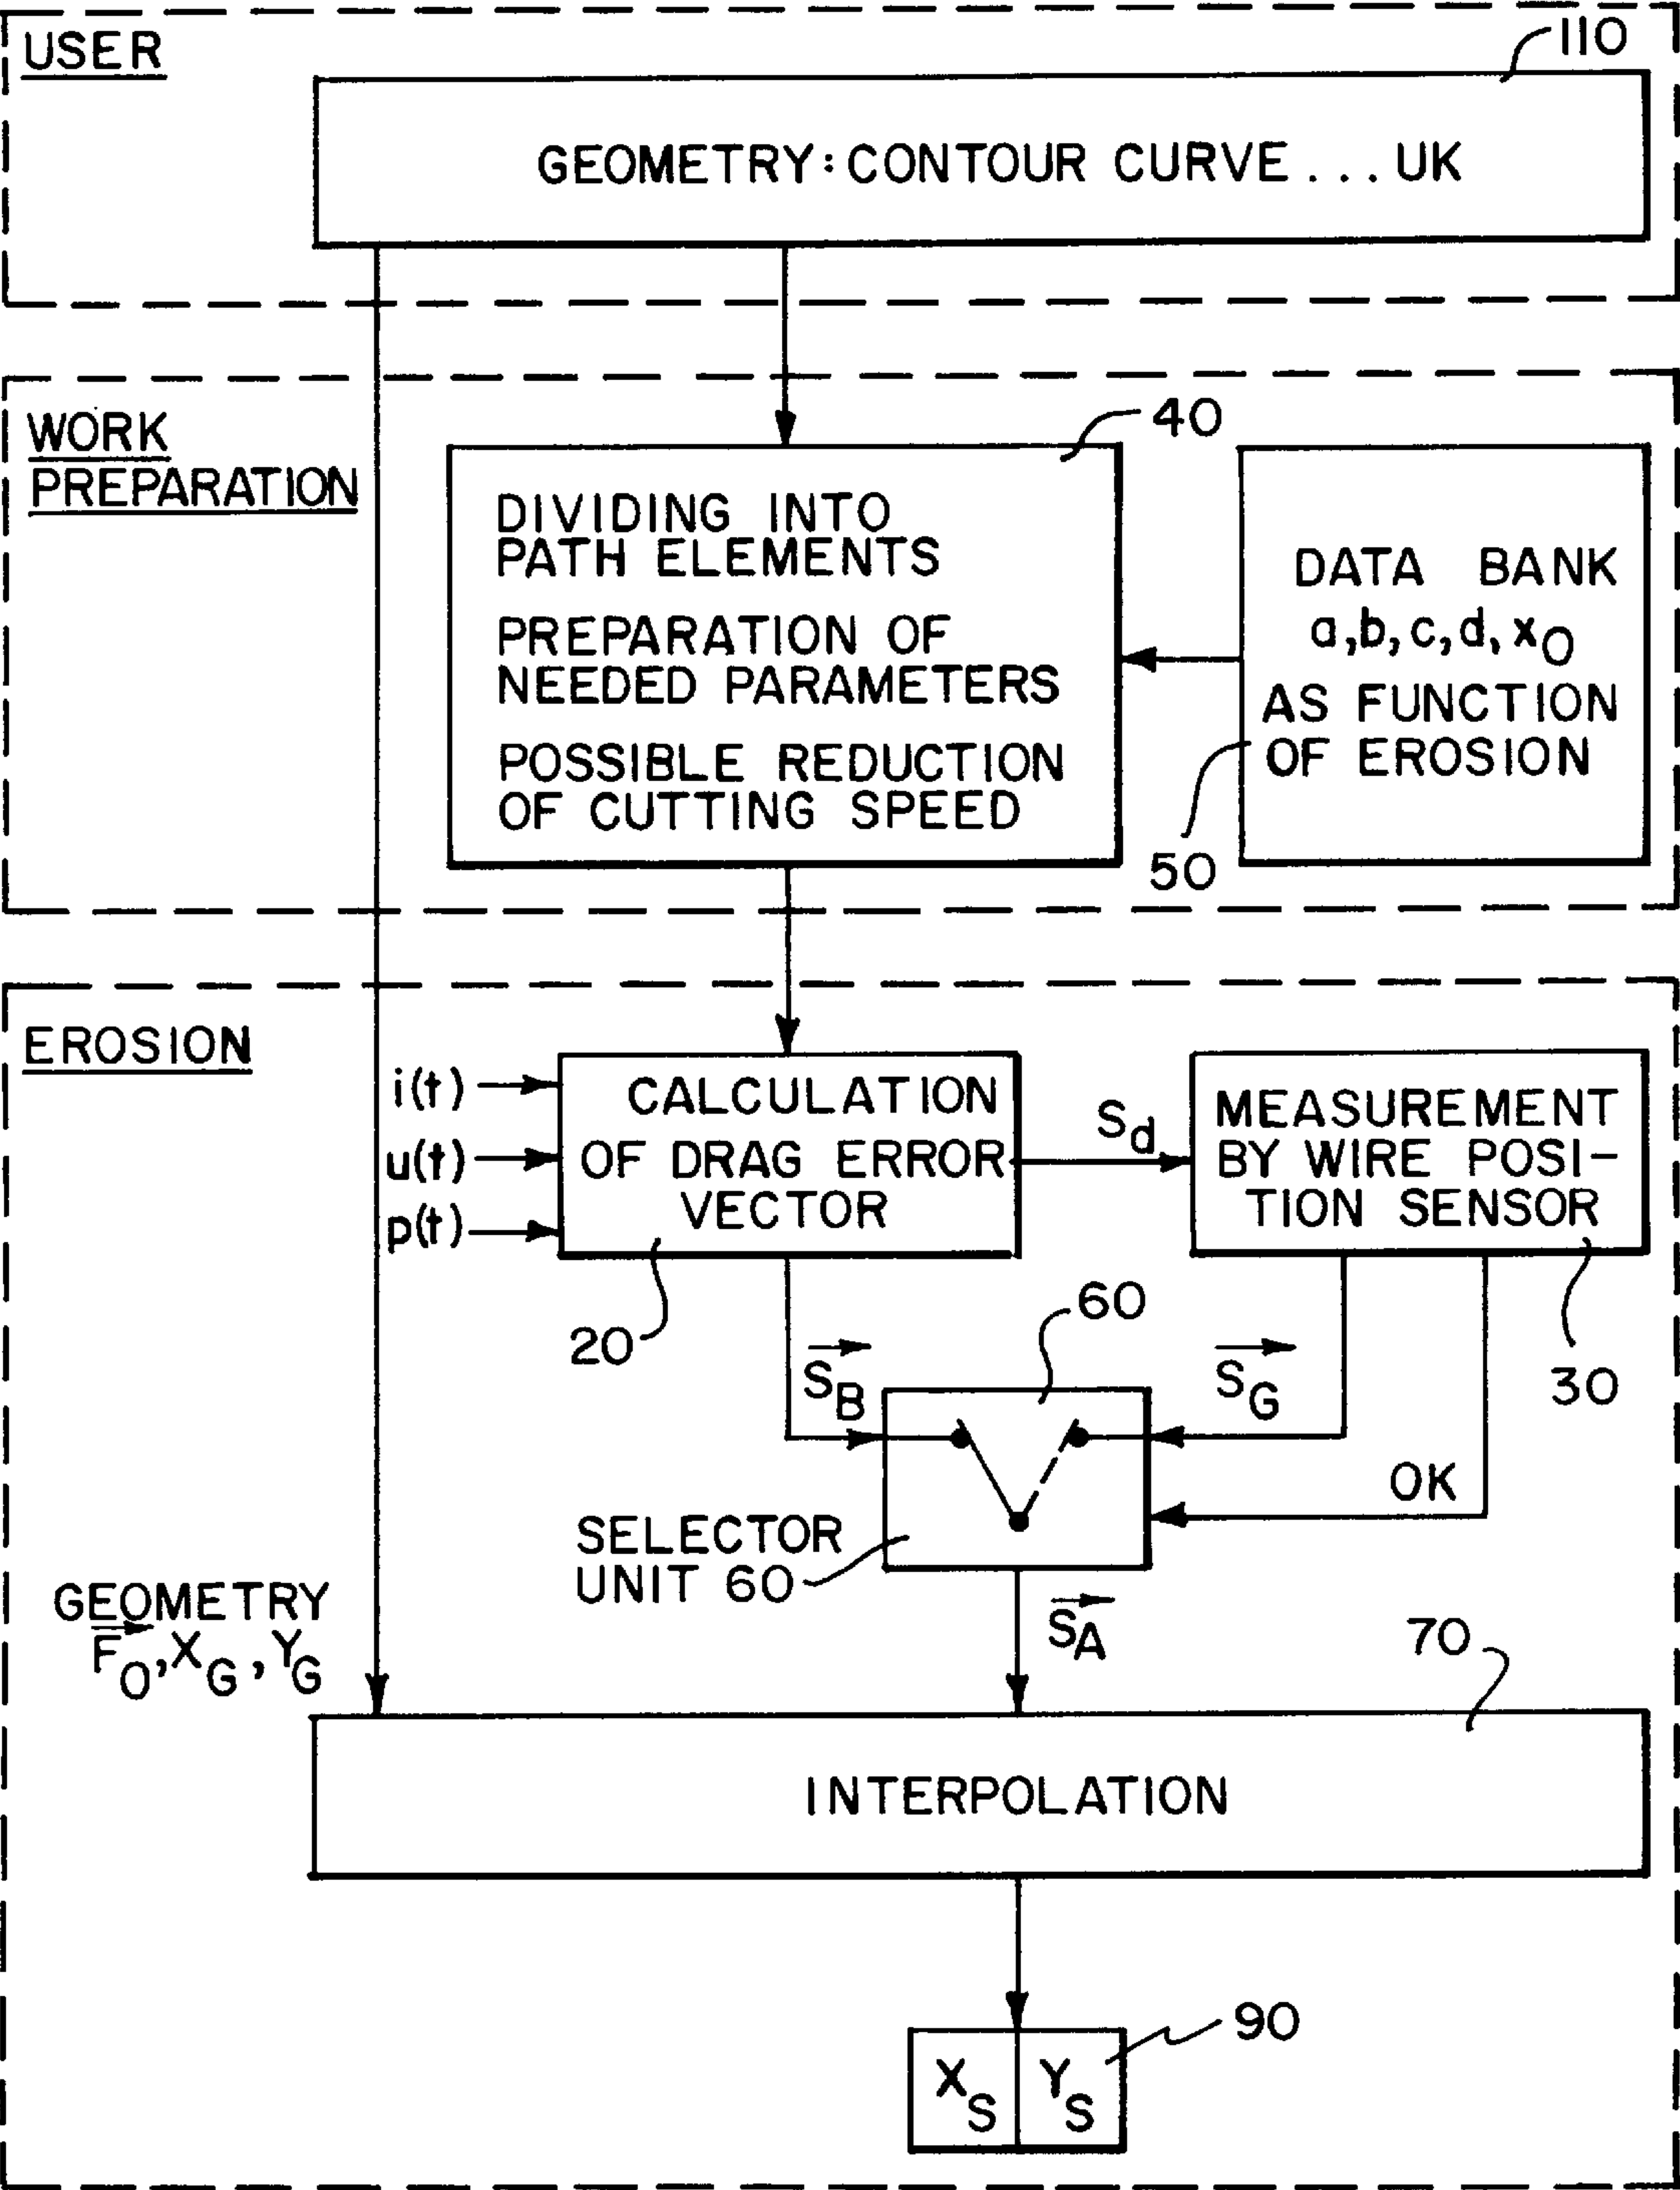 USER
110
GEOMETRY: CONTOUR CURVE ... UK
WORK
PREPARATION
40
DIVIDING INTO
PATH ELEMENTS
PREPARATION OF
NEEDED PARAMETERS
POSSIBLE REDUCTION
OF CUTTING SPEED
DATA BANK
a,b,c,d,x0
AS FUNCTION
OF EROSION
50
EROSION
i(t)
u(t)
p(t)
CALCULATION
OF DRAG ERROR
VECTOR
20
Sd
MEASUREMENT
BY WIRE POSI-
TION SENSOR
30
60
SB
SG
OK
SELECTOR
UNIT 60
SA
GEOMETRY
FO, XG, YG
70
INTERPOLATION
90
XS YS